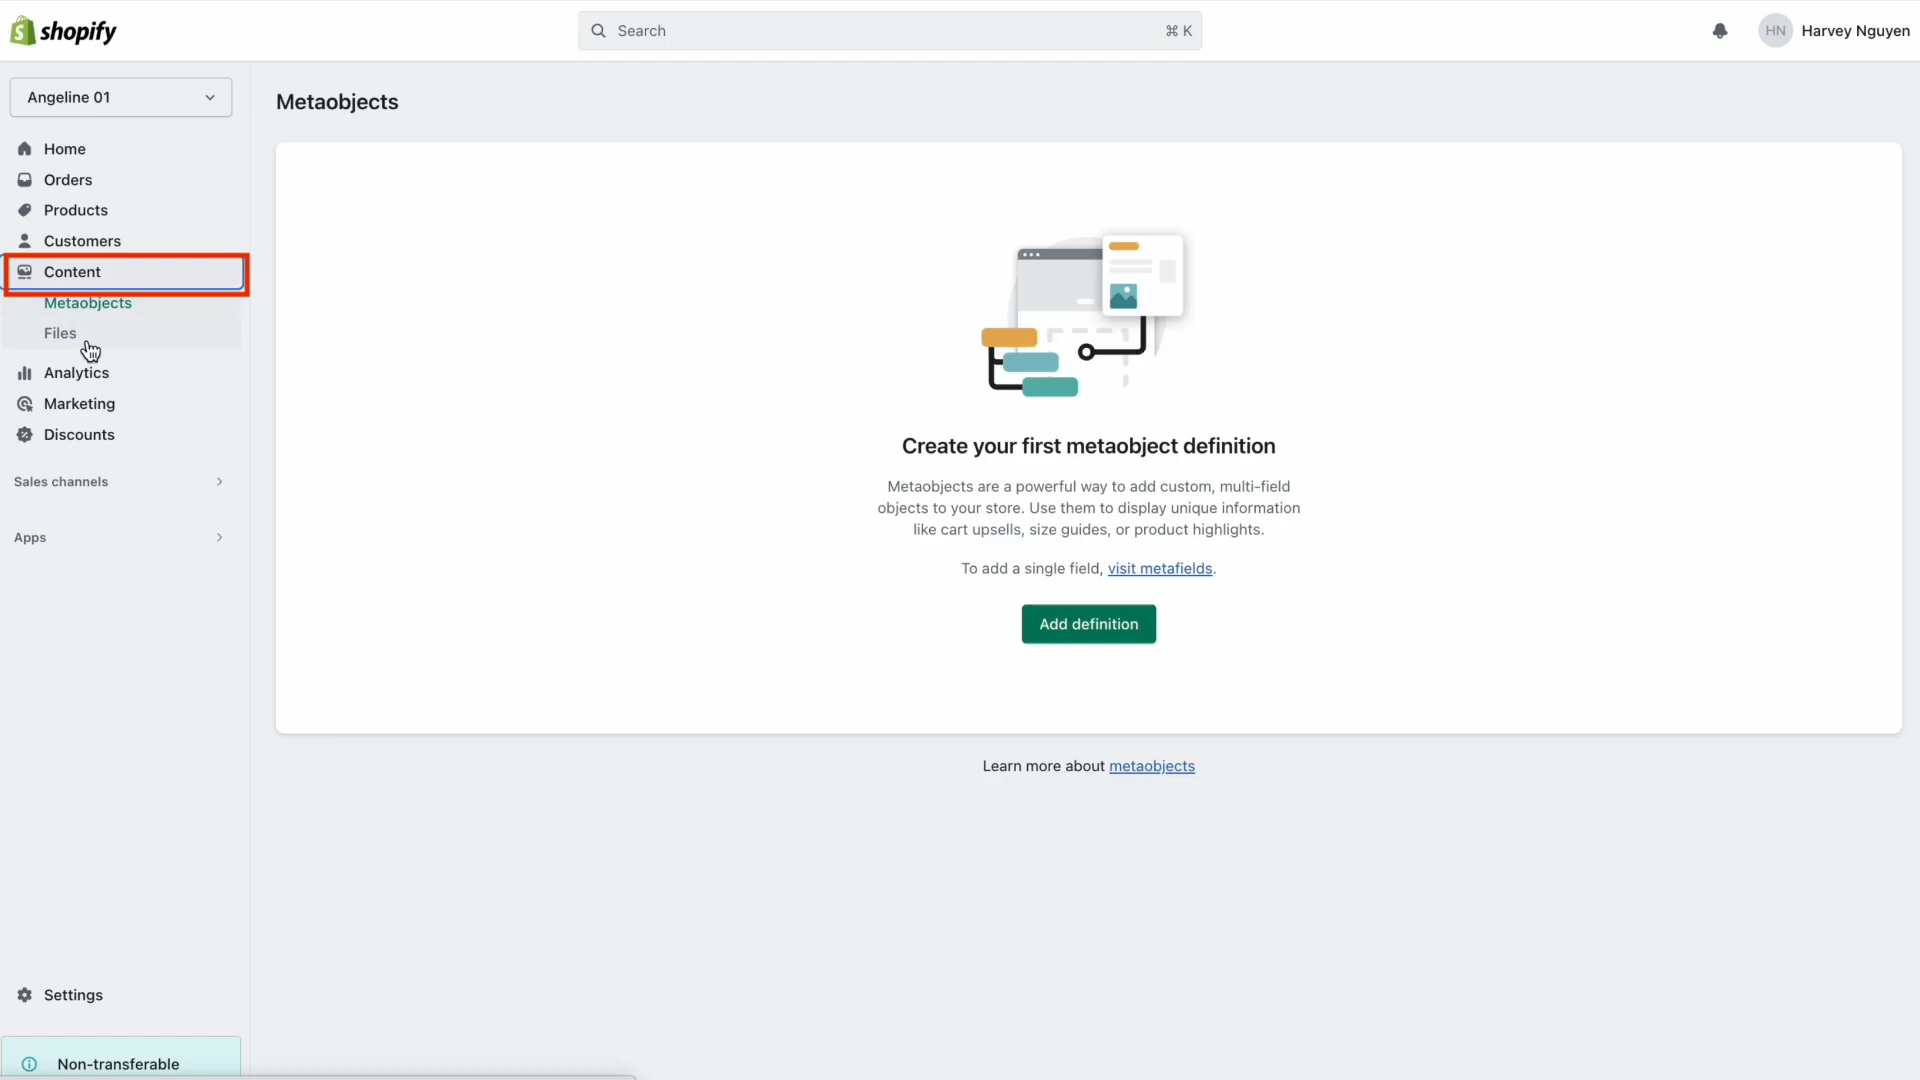 shopify
Search
⌘ K
HN
Harvey Nguyen
Angeline 01
Home
Orders
Products
Customers
Content
Metaobjects
Files
Analytics
Marketing
Discounts
Sales channels
Apps
Settings
Non-transferable
Metaobjects
Create your first metaobject definition
Metaobjects are a powerful way to add custom, multi-field
objects to your store. Use them to display unique information
like cart upsells, size guides, or product highlights.
To add a single field, visit metafields.
Add definition
Learn more about metaobjects